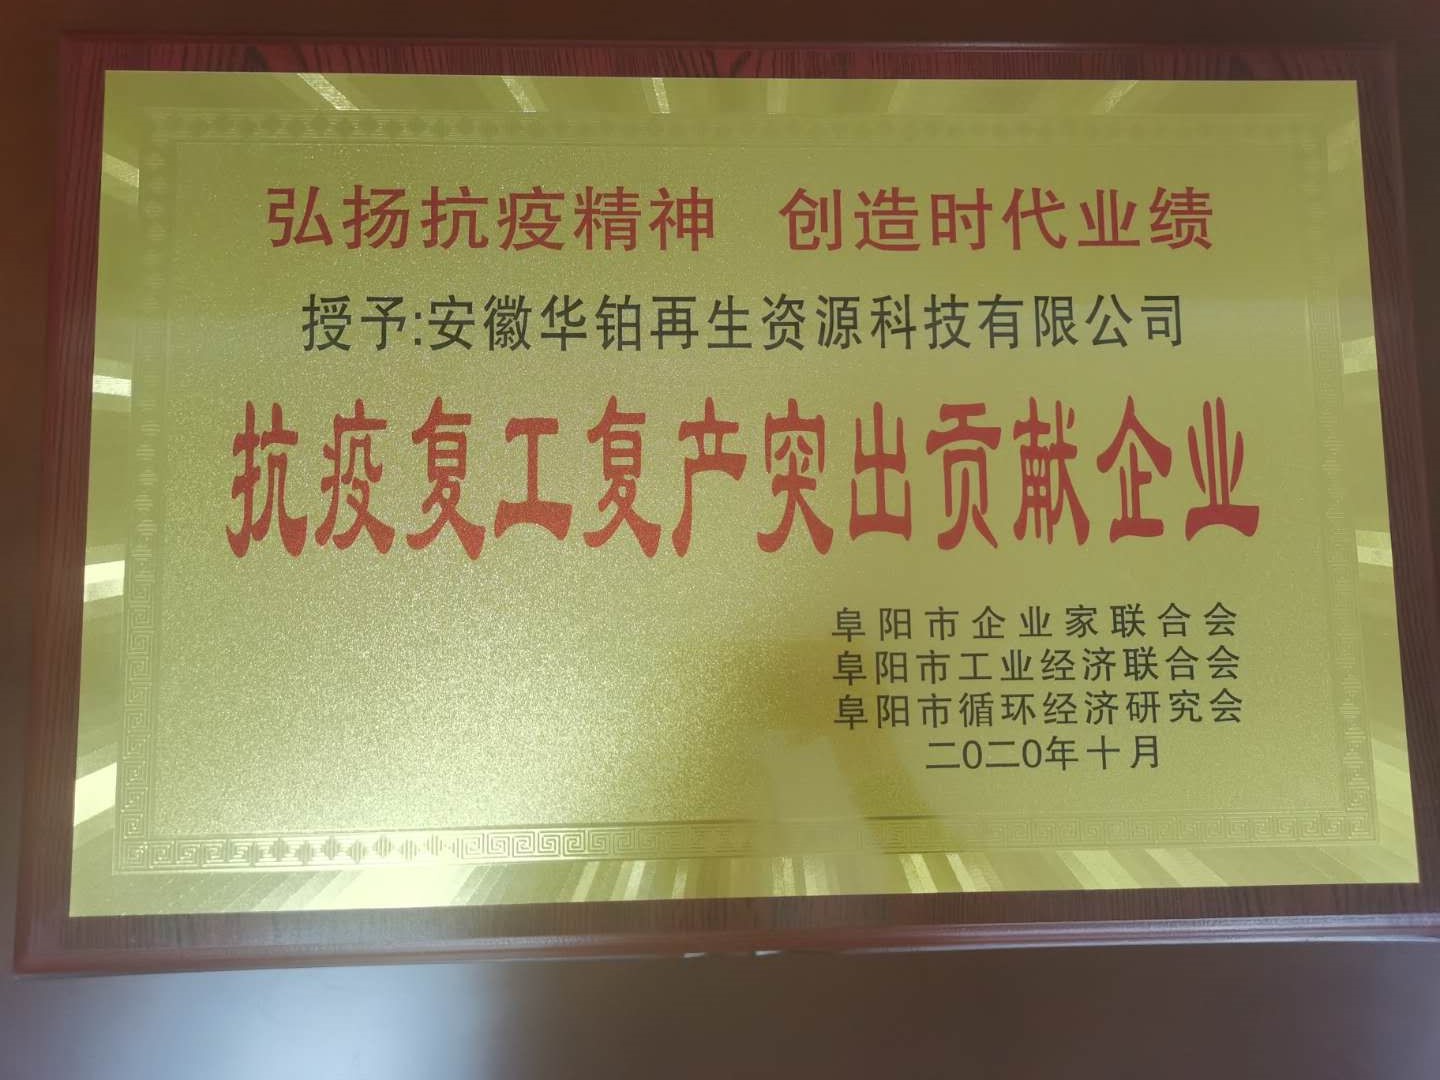 弘扬抗疫精神 创造时代业绩
授予:安徽华铂再生资源科技有限公司
抗疫复工复产突出贡献企业
阜阳市企业家联合会
阜阳市工业经济联合会
阜阳市循环经济研究会
二0二0年十月